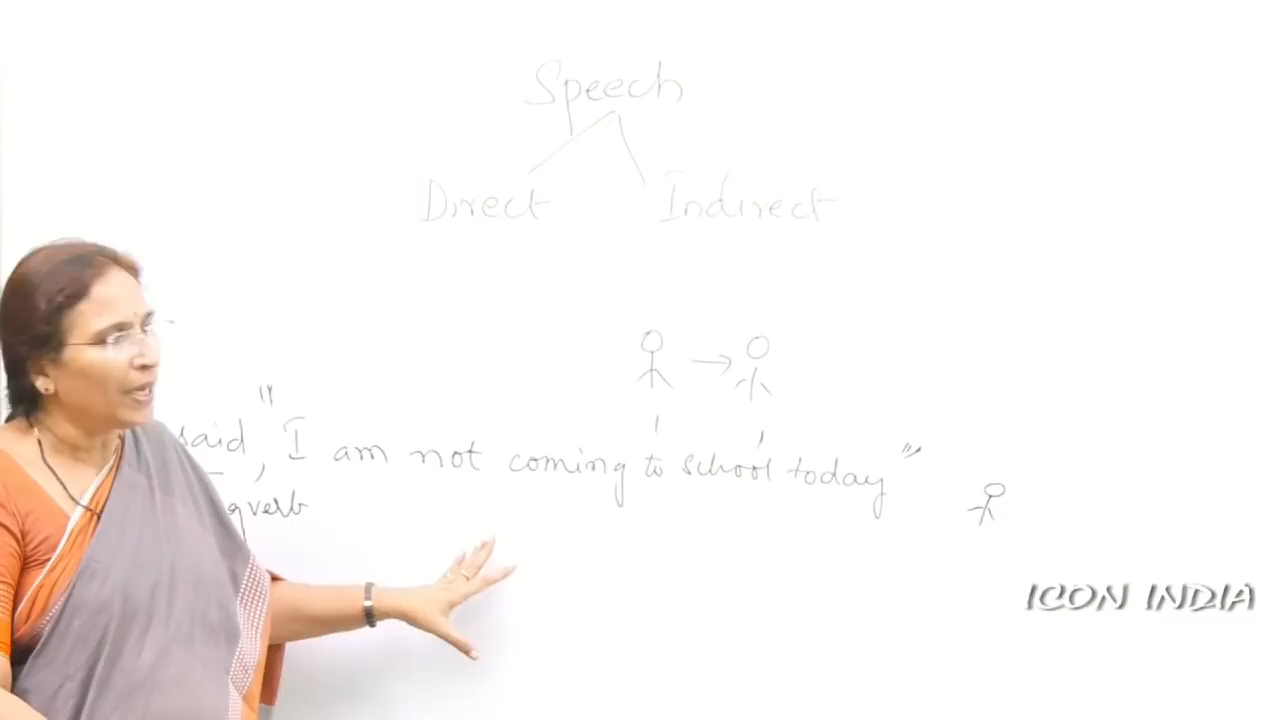 Speech
Direct Indirect
said, "I am not coming to school today"
g verb
ICON INDIA